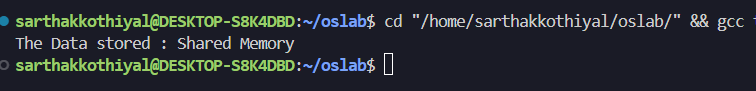 sarthakkothiyal@DESKTOP-S8K4DBD:~/oslab$ cd "/home/sarthakkothiyal/oslab/" && gcc
The Data stored : Shared Memory
sarthakkothiyal@DESKTOP-S8K4DBD:~/oslab$